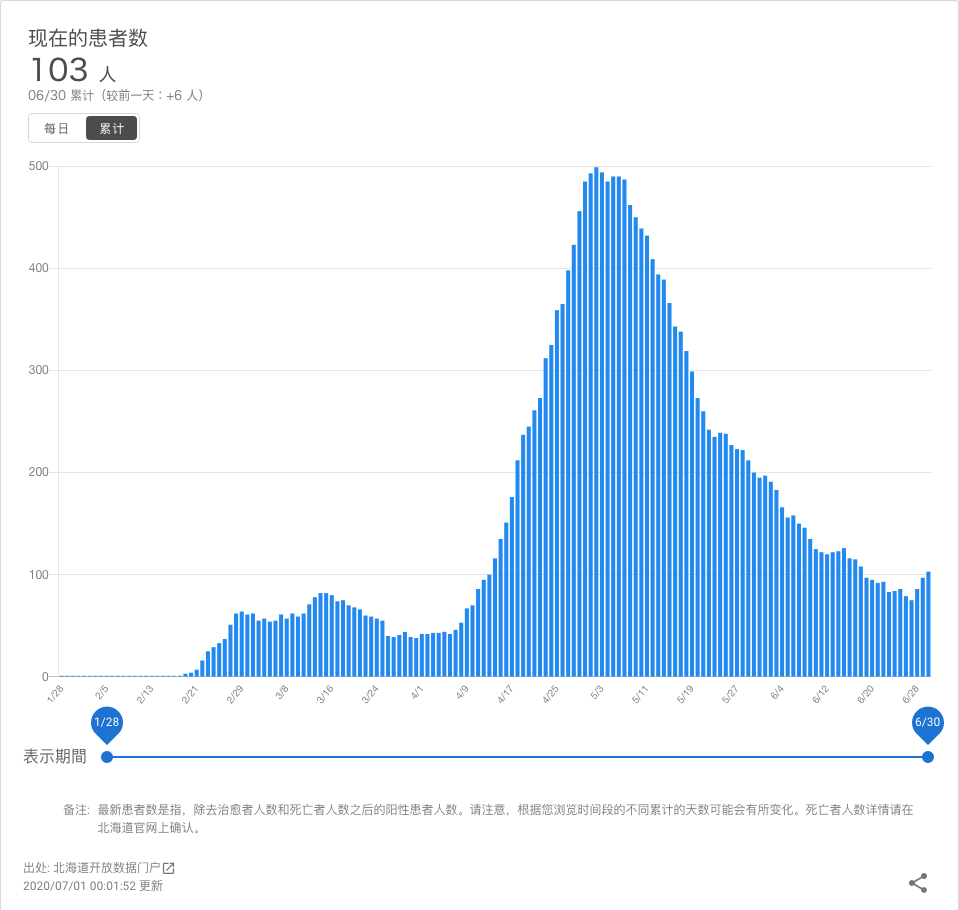 现在的患者数
103 人
06/30 累计（较前一天：+6 人）
每日 累计
500
400
300
200
100
0
1/28 2/5 2/13 2/21 2/29 3/8 3/16 3/24 4/1 4/9 4/17 4/25 5/3 5/11 5/19 5/27 6/4 6/12 6/20 6/28
1/28 6/30
表示期間
备注: 最新患者数是指，除去治愈者人数和死亡者人数之后的阳性患者人数。请注意，根据您浏览时间段的不同累计的天数可能会有所变化。死亡者人数详情请在
北海道官网上确认。
出处: 北海道开放数据门户
2020/07/01 00:01:52 更新